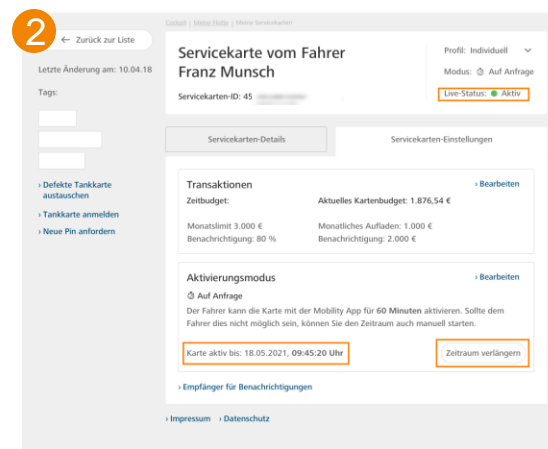 2
Cockpit | Meine Flotte | Meine Servicekarten
← Zurück zur Liste
Letzte Änderung am: 10.04.18
Tags:
› Defekte Tankkarte
austauschen
› Tankkarte anmelden
› Neue Pin anfordern
Servicekarte vom Fahrer
Franz Munsch
Servicekarten-ID: 45
Profil: Individuell
Modus: Auf Anfrage
Live-Status: Aktiv
Servicekarten-Details
Servicekarten-Einstellungen
Transaktionen
› Bearbeiten
Zeitbudget:
Aktuelles Kartenbudget: 1.876,54 €
Monatslimit 3.000 €
Monatliches Aufladen: 1.000 €
Benachrichtigung: 80 %
Benachrichtigung: 2.000 €
Aktivierungsmodus
› Bearbeiten
Auf Anfrage
Der Fahrer kann die Karte mit der Mobility App für 60 Minuten aktivieren. Sollte dem
Fahrer dies nicht möglich sein, können Sie den Zeitraum auch manuell starten.
Karte aktiv bis: 18.05.2021, 09:45:20 Uhr
Zeitraum verlängern
› Empfänger für Benachrichtigungen
› Impressum › Datenschutz